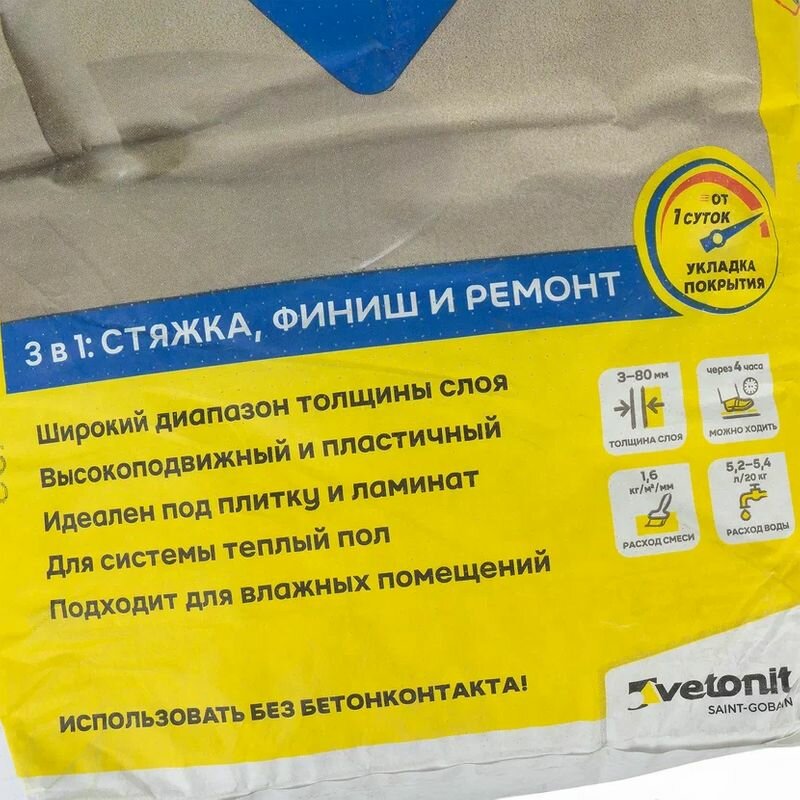 ОТ
1 СУТОК
УКЛАДКА
ПОКРЫТИЯ
3 в 1: СТЯЖКА, ФИНИШ И РЕМОНТ
Широкий диапазон толщины слоя
Высокоподвижный и пластичный
Идеален под плитку и ламинат
Для системы теплый пол
Подходит для влажных помещений
3–80 мм
ТОЛЩИНА СЛОЯ
через 4 часа
МОЖНО ХОДИТЬ
1,6
кг/м²/мм
РАСХОД СМЕСИ
5,2–5,4
л/20 кг
РАСХОД ВОДЫ
ИСПОЛЬЗОВАТЬ БЕЗ БЕТОНКОНТАКТА!
vetonit
SAINT-GOBAIN